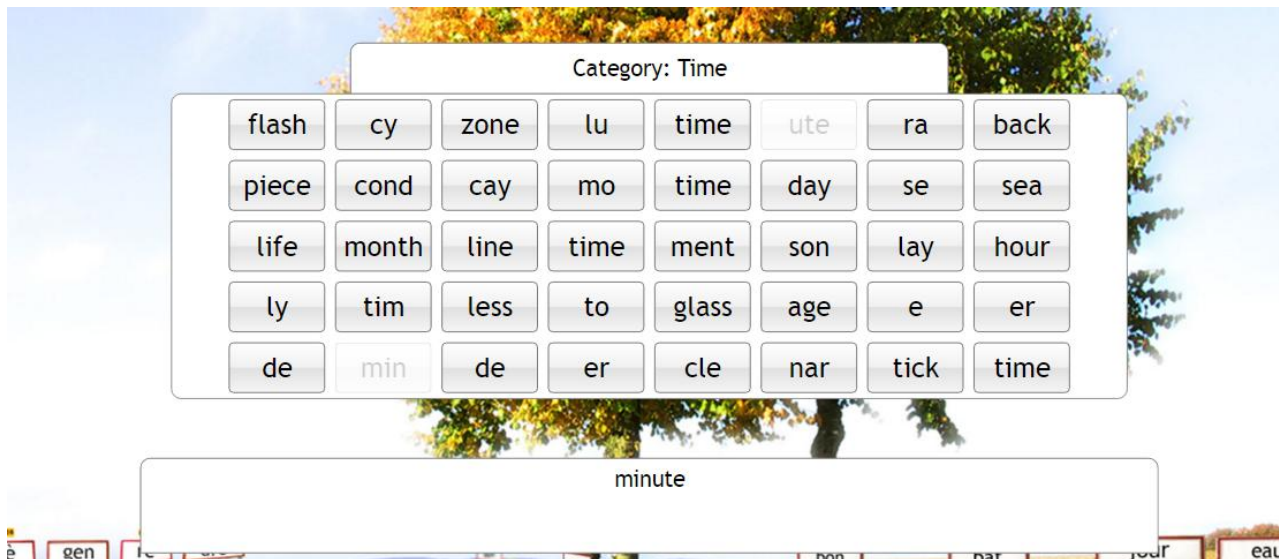 Category: Time
flash cy zone lu time ute ra back
piece cond cay mo time day se sea
life month line time ment son lay hour
ly tim less to glass age e er
de min de er cle nar tick time
minute
gen
bon